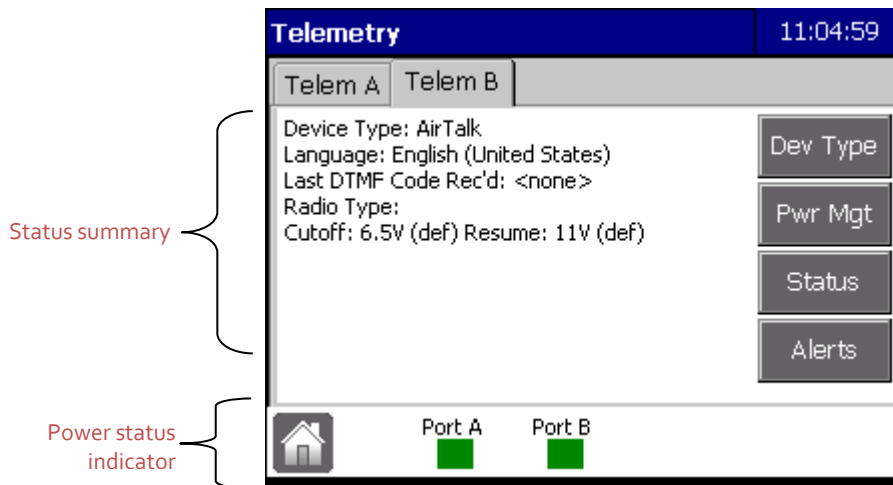 Telemetry
11:04:59
Telem A
Telem B
Device Type: AirTalk
Language: English (United States)
Last DTMF Code Rec'd: <none>
Radio Type:
Cutoff: 6.5V (def) Resume: 11V (def)
Dev Type
Pwr Mgt
Status
Alerts
Status summary
Power status
indicator
Port A
Port B